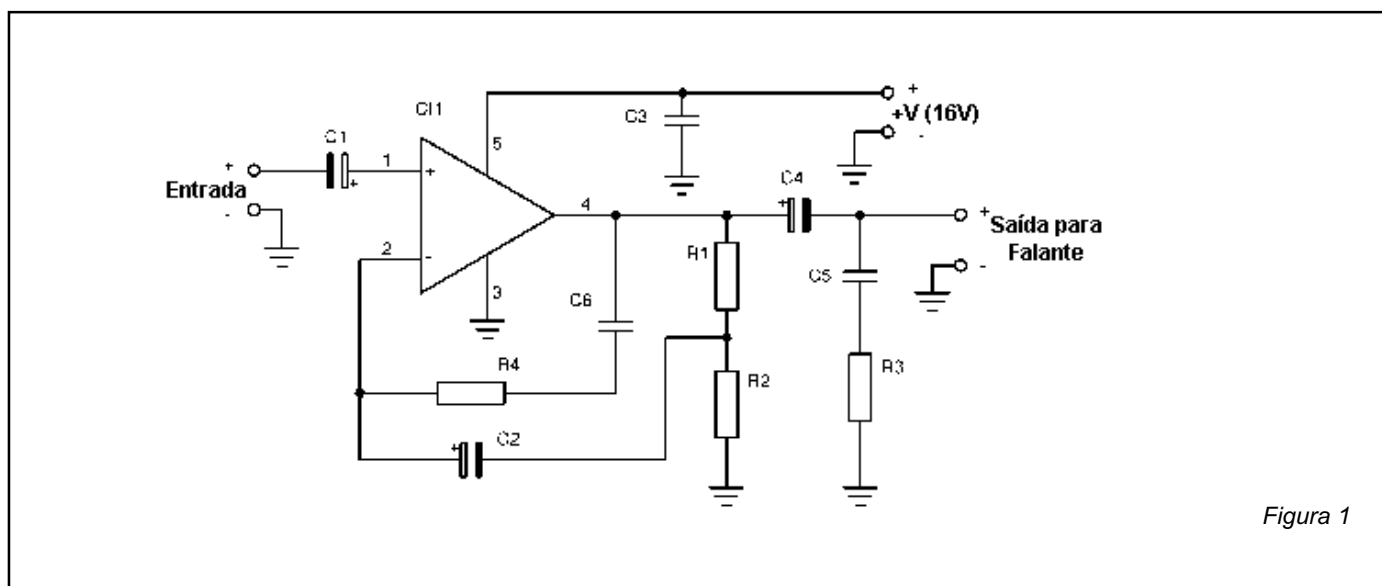 +
+V (16V)
-
CI1
C3
5
C1
+
1
+
Entrada
-
+
4
C4
+
+
Saída para
Falante
-
2
-
3
R1
C5
C6
R4
R2
R3
C2
+
Figura 1